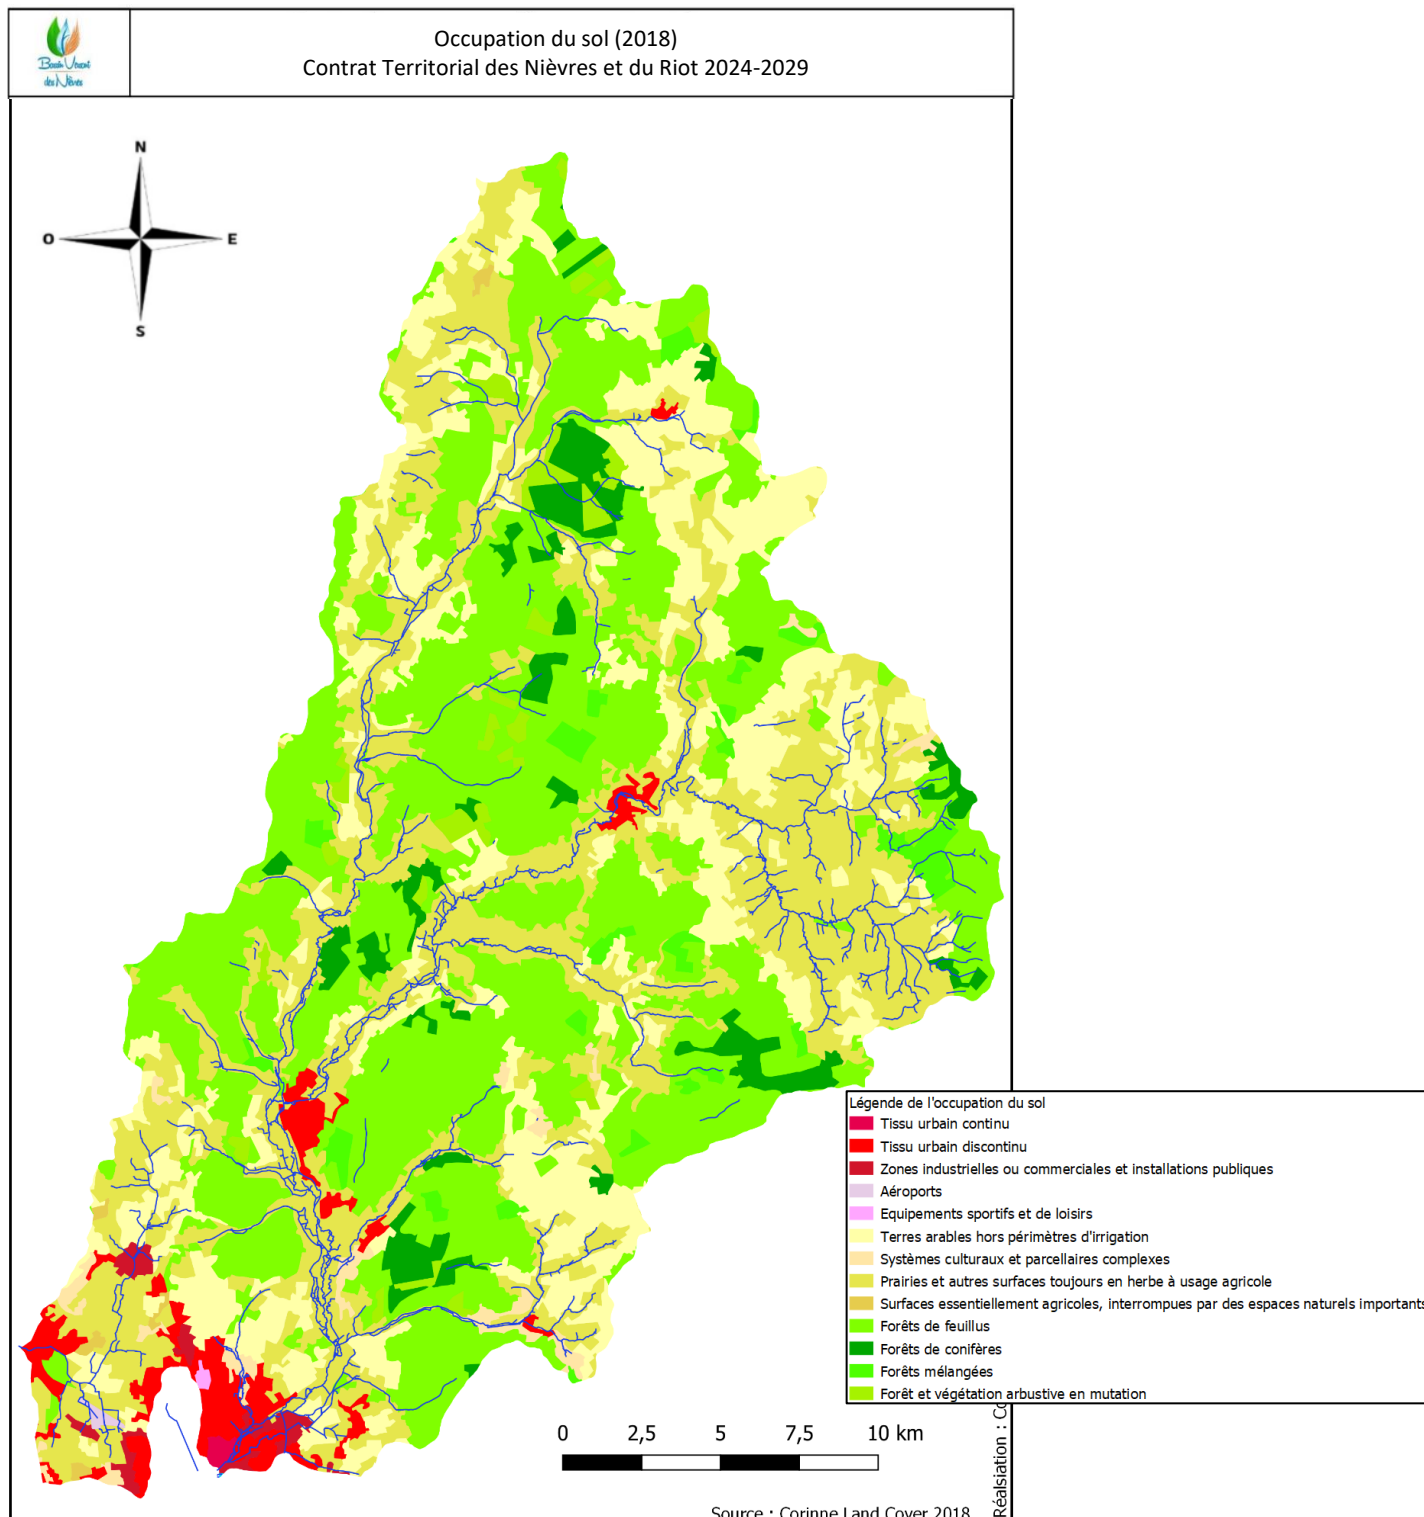 Bassin Versant
des Nièvres
Occupation du sol (2018)
Contrat Territorial des Nièvres et du Riot 2024-2029
N
O
E
S
Légende de l'occupation du sol
Tissu urbain continu
Tissu urbain discontinu
Zones industrielles ou commerciales et installations publiques
Aéroports
Equipements sportifs et de loisirs
Terres arables hors périmètres d'irrigation
Systèmes culturaux et parcellaires complexes
Prairies et autres surfaces toujours en herbe à usage agricole
Surfaces essentiellement agricoles, interrompues par des espaces naturels importants
Forêts de feuillus
Forêts de conifères
Forêts mélangées
Forêt et végétation arbustive en mutation
0 2,5 5 7,5 10 km
Source : Corinne Land Cover 2018
Réalsiation :